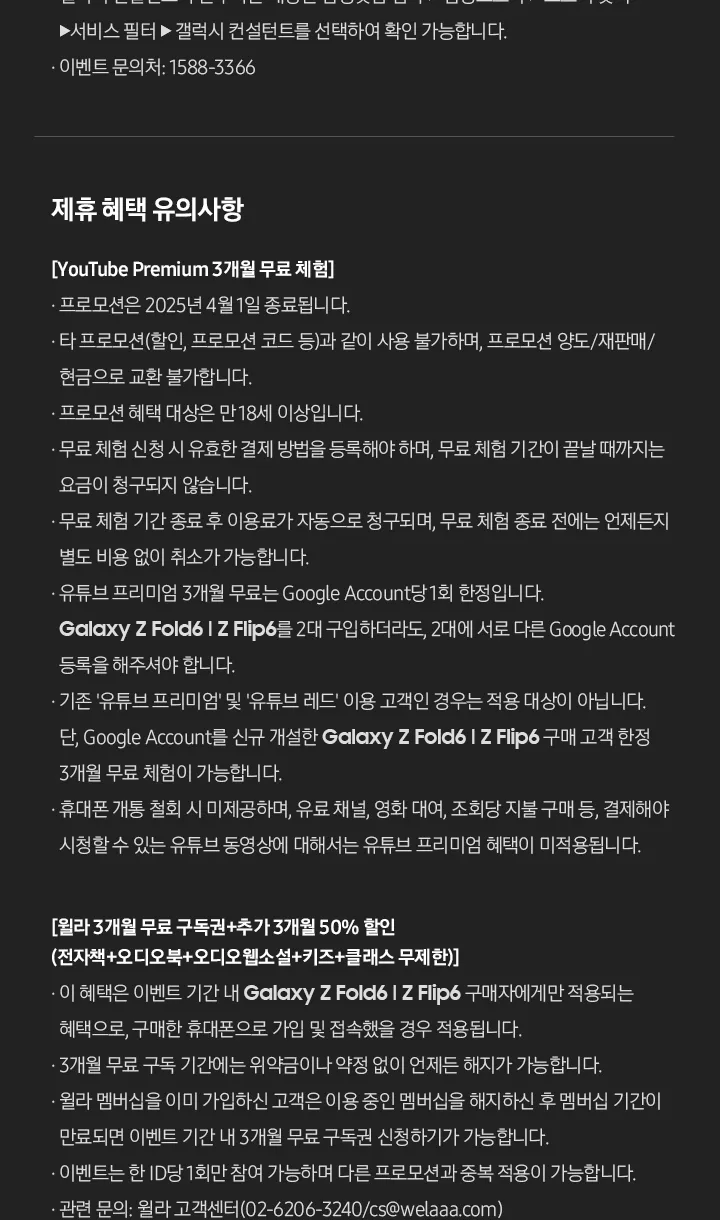 ▶서비스 필터 ▶ 갤럭시 컨설턴트를 선택하여 확인 가능합니다.
· 이벤트 문의처: 1588-3366
제휴 혜택 유의사항
[YouTube Premium 3개월 무료 체험]
· 프로모션은 2025년 4월 1일 종료됩니다.
· 타 프로모션(할인, 프로모션 코드 등)과 같이 사용 불가하며, 프로모션 양도/재판매/
현금으로 교환 불가합니다.
· 프로모션 혜택 대상은 만 18세 이상입니다.
· 무료 체험 신청 시 유효한 결제 방법을 등록해야 하며, 무료 체험 기간이 끝날 때까지는
요금이 청구되지 않습니다.
· 무료 체험 기간 종료 후 이용료가 자동으로 청구되며, 무료 체험 종료 전에는 언제든지
별도 비용 없이 취소가 가능합니다.
· 유튜브 프리미엄 3개월 무료는 Google Account당 1회 한정입니다.
Galaxy Z Fold6 | Z Flip6를 2대 구입하더라도, 2대에 서로 다른 Google Account
등록을 해주셔야 합니다.
· 기존 '유튜브 프리미엄' 및 '유튜브 레드' 이용 고객인 경우는 적용 대상이 아닙니다.
단, Google Account를 신규 개설한 Galaxy Z Fold6 | Z Flip6 구매 고객 한정
3개월 무료 체험이 가능합니다.
· 휴대폰 개통 철회 시 미제공하며, 유료 채널, 영화 대여, 조회당 지불 구매 등, 결제해야
시청할 수 있는 유튜브 동영상에 대해서는 유튜브 프리미엄 혜택이 미적용됩니다.
[윌라 3개월 무료 구독권+추가 3개월 50% 할인
(전자책+오디오북+오디오웹소설+키즈+클래스 무제한)]
· 이 혜택은 이벤트 기간 내 Galaxy Z Fold6 | Z Flip6 구매자에게만 적용되는
혜택으로, 구매한 휴대폰으로 가입 및 접속했을 경우 적용됩니다.
· 3개월 무료 구독 기간에는 위약금이나 약정 없이 언제든 해지가 가능합니다.
· 윌라 멤버십을 이미 가입하신 고객은 이용 중인 멤버십을 해지하신 후 멤버십 기간이
만료되면 이벤트 기간 내 3개월 무료 구독권 신청하기가 가능합니다.
· 이벤트는 한 ID당 1회만 참여 가능하며 다른 프로모션과 중복 적용이 가능합니다.
· 관련 문의: 윌라 고객센터(02-6206-3240/cs@welaaa.com)